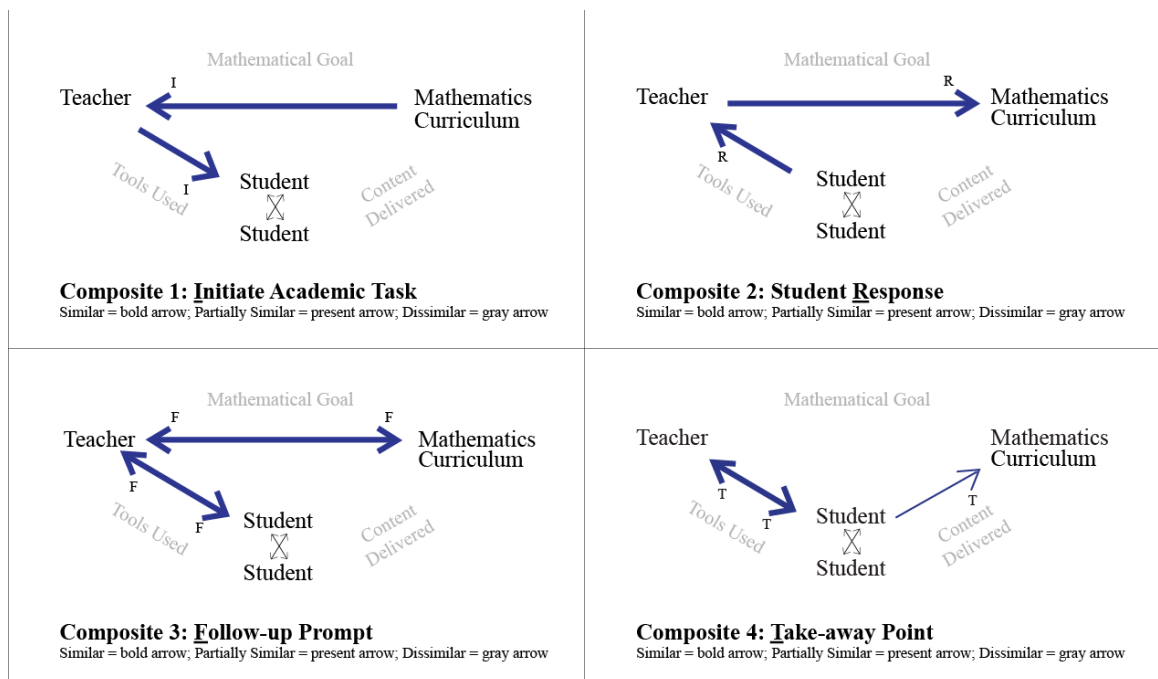 Mathematical Goal
I
Teacher
Mathematics
Curriculum
Tools Used
I
Student
Student
Content
Delivered
Composite 1: Initiate Academic Task
Similar = bold arrow; Partially Similar = present arrow; Dissimilar = gray arrow
Mathematical Goal
R
Teacher
Mathematics
Curriculum
R
Tools Used
Student
Student
Content
Delivered
Composite 2: Student Response
Similar = bold arrow; Partially Similar = present arrow; Dissimilar = gray arrow
Mathematical Goal
F
F
Teacher
Mathematics
Curriculum
F
Tools Used
F
Student
Student
Content
Delivered
Composite 3: Follow-up Prompt
Similar = bold arrow; Partially Similar = present arrow; Dissimilar = gray arrow
Mathematical Goal
Teacher
Mathematics
Curriculum
T
Tools Used
T
Student
Student
T
Content
Delivered
Composite 4: Take-away Point
Similar = bold arrow; Partially Similar = present arrow; Dissimilar = gray arrow